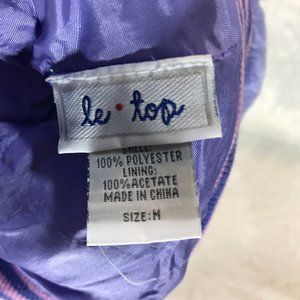 le • top
SHELL:
100% POLYESTER
LINING:
100% ACETATE
MADE IN CHINA
SIZE: M